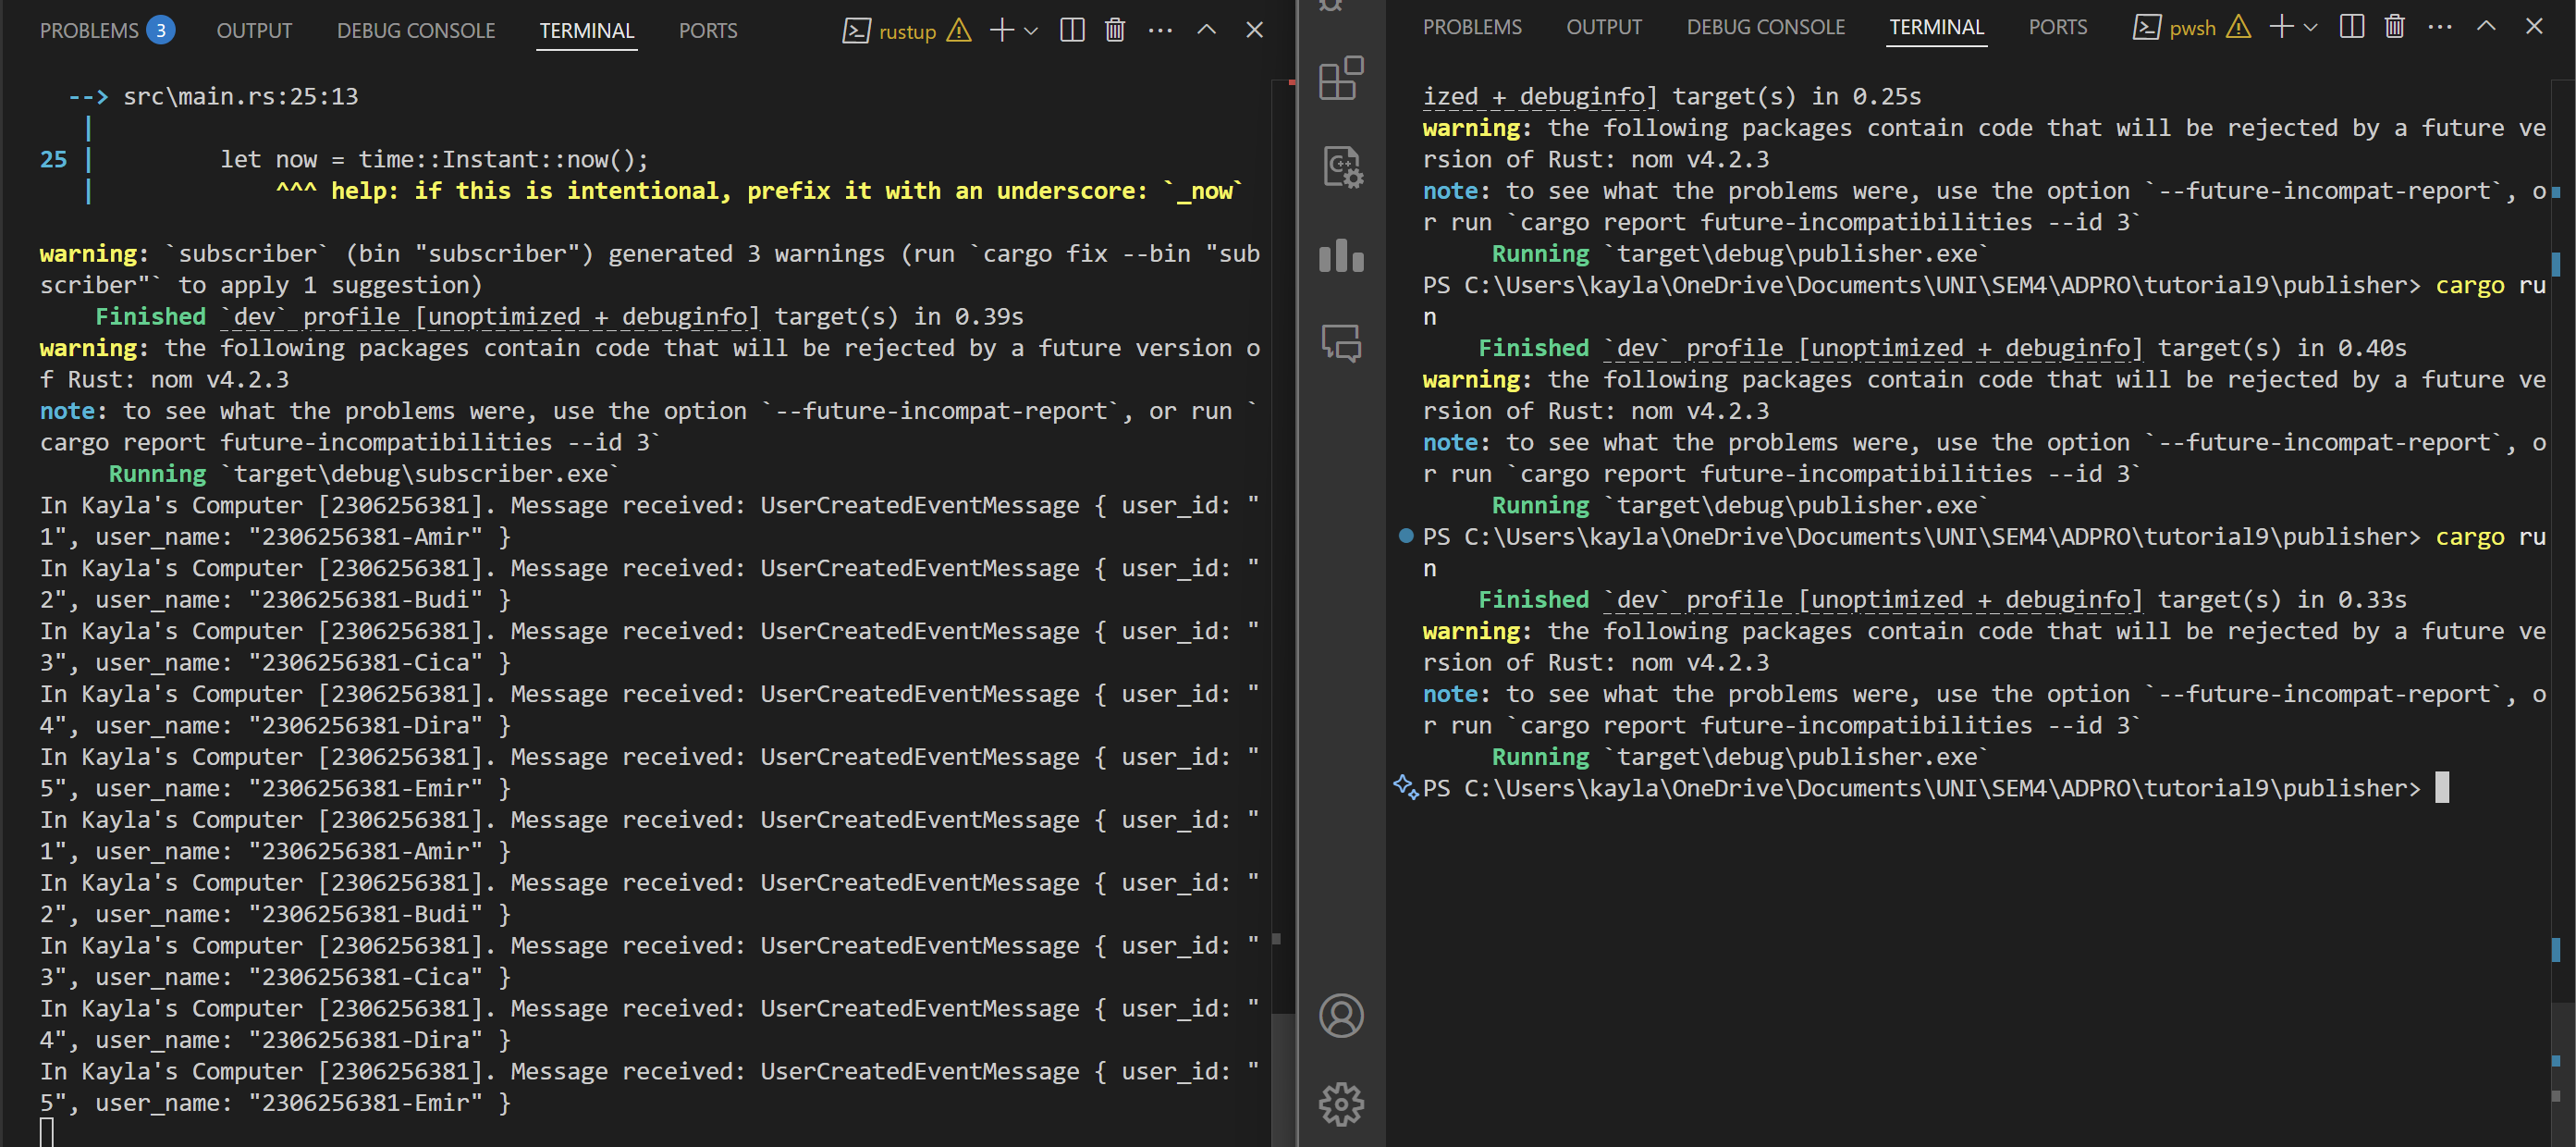 PROBLEMS 3 OUTPUT DEBUG CONSOLE TERMINAL PORTS rustup
--> src\main.rs:25:13
|
25 | let now = time::Instant::now();
| ^^^ help: if this is intentional, prefix it with an underscore: `_now`
warning: `subscriber` (bin "subscriber") generated 3 warnings (run `cargo fix --bin "sub
scriber"` to apply 1 suggestion)
Finished `dev` profile [unoptimized + debuginfo] target(s) in 0.39s
warning: the following packages contain code that will be rejected by a future version o
f Rust: nom v4.2.3
note: to see what the problems were, use the option `--future-incompat-report`, or run `
cargo report future-incompatibilities --id 3`
Running `target\debug\subscriber.exe`
In Kayla's Computer [2306256381]. Message received: UserCreatedEventMessage { user_id: "
1", user_name: "2306256381-Amir" }
In Kayla's Computer [2306256381]. Message received: UserCreatedEventMessage { user_id: "
2", user_name: "2306256381-Budi" }
In Kayla's Computer [2306256381]. Message received: UserCreatedEventMessage { user_id: "
3", user_name: "2306256381-Cica" }
In Kayla's Computer [2306256381]. Message received: UserCreatedEventMessage { user_id: "
4", user_name: "2306256381-Dira" }
In Kayla's Computer [2306256381]. Message received: UserCreatedEventMessage { user_id: "
5", user_name: "2306256381-Emir" }
In Kayla's Computer [2306256381]. Message received: UserCreatedEventMessage { user_id: "
1", user_name: "2306256381-Amir" }
In Kayla's Computer [2306256381]. Message received: UserCreatedEventMessage { user_id: "
2", user_name: "2306256381-Budi" }
In Kayla's Computer [2306256381]. Message received: UserCreatedEventMessage { user_id: "
3", user_name: "2306256381-Cica" }
In Kayla's Computer [2306256381]. Message received: UserCreatedEventMessage { user_id: "
4", user_name: "2306256381-Dira" }
In Kayla's Computer [2306256381]. Message received: UserCreatedEventMessage { user_id: "
5", user_name: "2306256381-Emir" }
PROBLEMS OUTPUT DEBUG CONSOLE TERMINAL PORTS pwsh
ized + debuginfo] target(s) in 0.25s
warning: the following packages contain code that will be rejected by a future ve
rsion of Rust: nom v4.2.3
note: to see what the problems were, use the option `--future-incompat-report`, o
r run `cargo report future-incompatibilities --id 3`
Running `target\debug\publisher.exe`
PS C:\Users\kayla\OneDrive\Documents\UNI\SEM4\ADPRO\tutorial9\publisher> cargo ru
n
Finished `dev` profile [unoptimized + debuginfo] target(s) in 0.40s
warning: the following packages contain code that will be rejected by a future ve
rsion of Rust: nom v4.2.3
note: to see what the problems were, use the option `--future-incompat-report`, o
r run `cargo report future-incompatibilities --id 3`
Running `target\debug\publisher.exe`
PS C:\Users\kayla\OneDrive\Documents\UNI\SEM4\ADPRO\tutorial9\publisher> cargo ru
n
Finished `dev` profile [unoptimized + debuginfo] target(s) in 0.33s
warning: the following packages contain code that will be rejected by a future ve
rsion of Rust: nom v4.2.3
note: to see what the problems were, use the option `--future-incompat-report`, o
r run `cargo report future-incompatibilities --id 3`
Running `target\debug\publisher.exe`
PS C:\Users\kayla\OneDrive\Documents\UNI\SEM4\ADPRO\tutorial9\publisher>